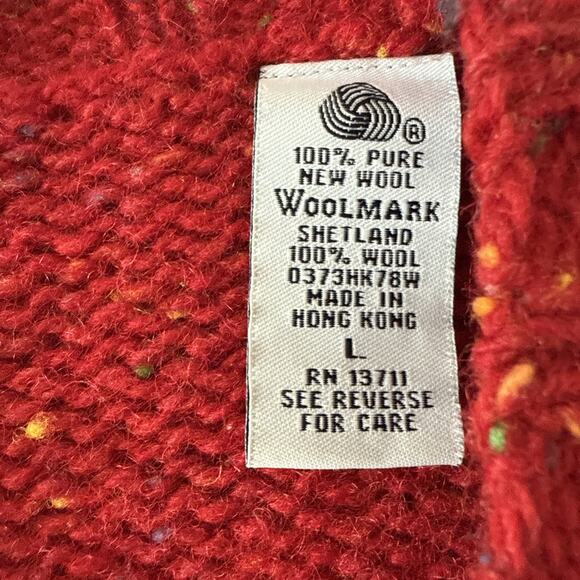 ®
100% PURE
NEW WOOL
WOOLMARK
SHETLAND
100% WOOL
0373HK78W
MADE IN
HONG KONG
L
RN 13711
SEE REVERSE
FOR CARE